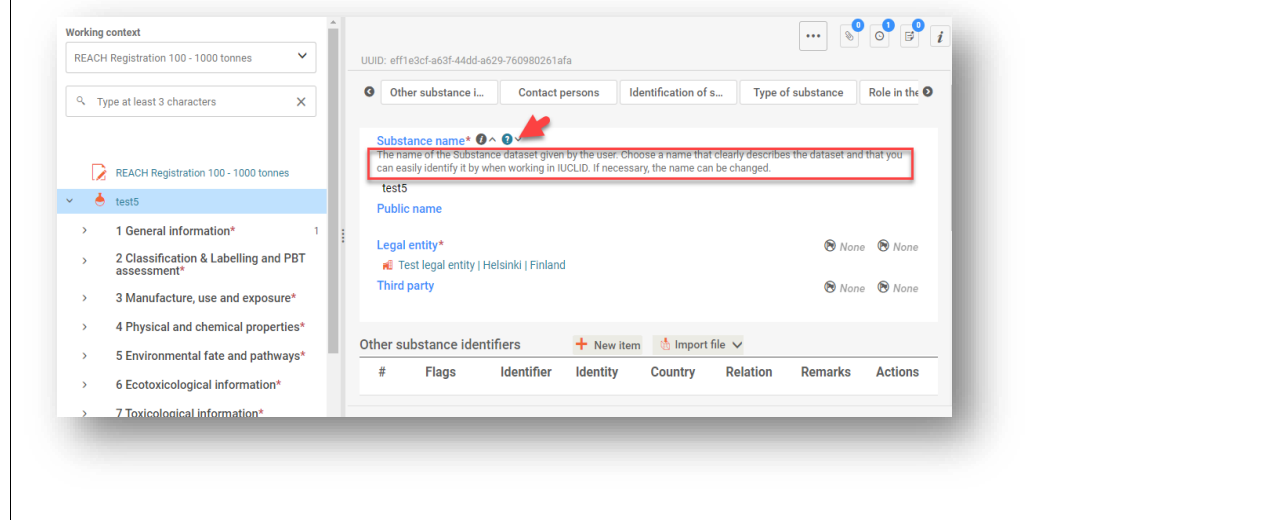 Working context
REACH Registration 100 - 1000 tonnes
Type at least 3 characters
REACH Registration 100 - 1000 tonnes
test5
1 General information* 1
2 Classification & Labelling and PBT
assessment*
3 Manufacture, use and exposure*
4 Physical and chemical properties*
5 Environmental fate and pathways*
6 Ecotoxicological information*
7 Toxicological information*
0 1 0
UUID: eff1e3cf-a63f-44dd-a629-760980261afa
Other substance i... Contact persons Identification of s... Type of substance Role in the
Substance name*
The name of the Substance dataset given by the user. Choose a name that clearly describes the dataset and that you
can easily identify it by when working in IUCLID. If necessary, the name can be changed.
test5
Public name
Legal entity* None None
Test legal entity | Helsinki | Finland
Third party None None
Other substance identifiers New item Import file
# Flags Identifier Identity Country Relation Remarks Actions